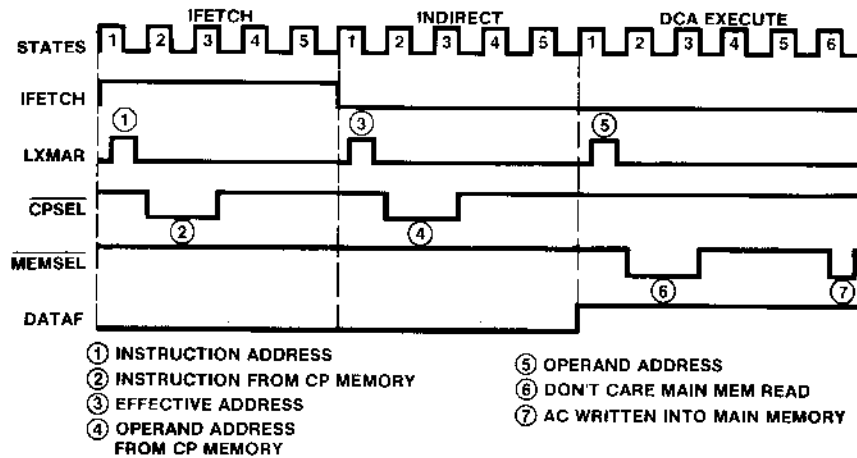 IFETCH INDIRECT DCA EXECUTE
STATES 1 2 3 4 5 1 2 3 4 5 1 2 3 4 5 6
IFETCH
1 3 5
LXMAR
CPSEL
2 4
MEMSEL
6 7
DATAF
1 INSTRUCTION ADDRESS
2 INSTRUCTION FROM CP MEMORY
3 EFFECTIVE ADDRESS
4 OPERAND ADDRESS
FROM CP MEMORY
5 OPERAND ADDRESS
6 DON'T CARE MAIN MEM READ
7 AC WRITTEN INTO MAIN MEMORY